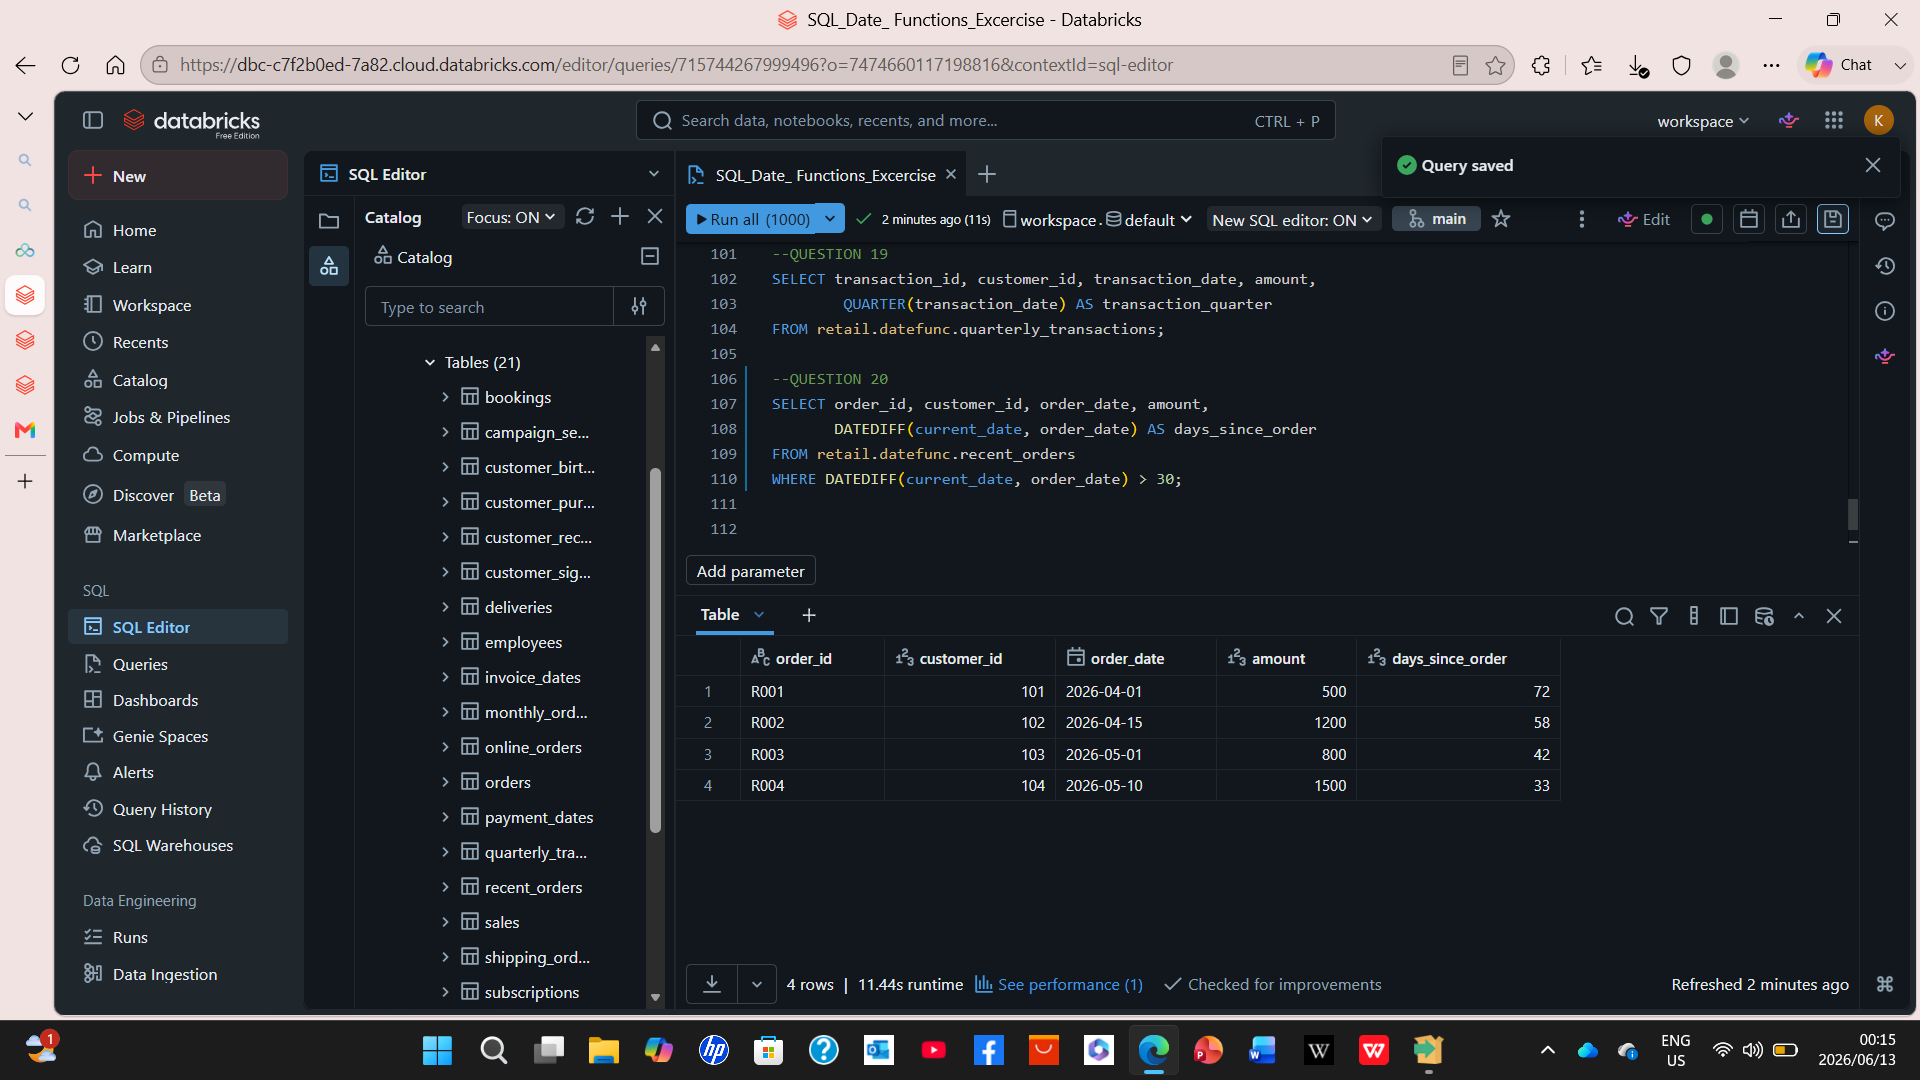 SQL_Date_ Functions_Excercise - Databricks
https://dbc-c7f2b0ed-7a82.cloud.databricks.com/editor/queries/715744267999496?o=7474660117198816&contextId=sql-editor
Chat
databricks
Free Edition
Search data, notebooks, recents, and more...
CTRL + P
workspace
K
Query saved
New
Home
Learn
Workspace
Recents
Catalog
Jobs & Pipelines
Compute
Discover Beta
Marketplace
SQL
SQL Editor
Queries
Dashboards
Genie Spaces
Alerts
Query History
SQL Warehouses
Data Engineering
Runs
Data Ingestion
SQL Editor
Catalog
Focus: ON
Catalog
Type to search
Tables (21)
bookings
campaign_se...
customer_birt...
customer_pur...
customer_rec...
customer_sig...
deliveries
employees
invoice_dates
monthly_ord...
online_orders
orders
payment_dates
quarterly_tra...
recent_orders
sales
shipping_ord...
subscriptions
SQL_Date_ Functions_Excercise
Run all (1000)
2 minutes ago (11s)
workspace.
default
New SQL editor: ON
main
Edit
101 --QUESTION 19
102 SELECT transaction_id, customer_id, transaction_date, amount,
103 QUARTER(transaction_date) AS transaction_quarter
104 FROM retail.datefunc.quarterly_transactions;
105
106 --QUESTION 20
107 SELECT order_id, customer_id, order_date, amount,
108 DATEDIFF(current_date, order_date) AS days_since_order
109 FROM retail.datefunc.recent_orders
110 WHERE DATEDIFF(current_date, order_date) > 30;
111
112
Add parameter
Table
order_id customer_id order_date amount days_since_order
1 R001 101 2026-04-01 500 72
2 R002 102 2026-04-15 1200 58
3 R003 103 2026-05-01 800 42
4 R004 104 2026-05-10 1500 33
4 rows | 11.44s runtime
See performance (1)
Checked for improvements
Refreshed 2 minutes ago
1
ENG
US
00:15
2026/06/13